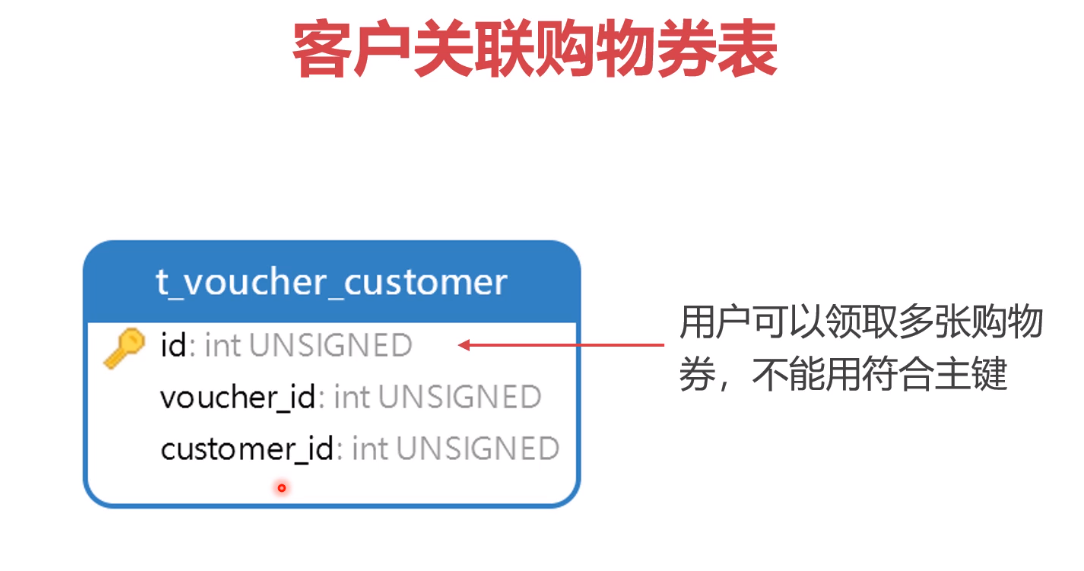 客户关联购物券表
t_voucher_customer
id: int UNSIGNED
voucher_id: int UNSIGNED
customer_id: int UNSIGNED
用户可以领取多张购物
券，不能用符合主键